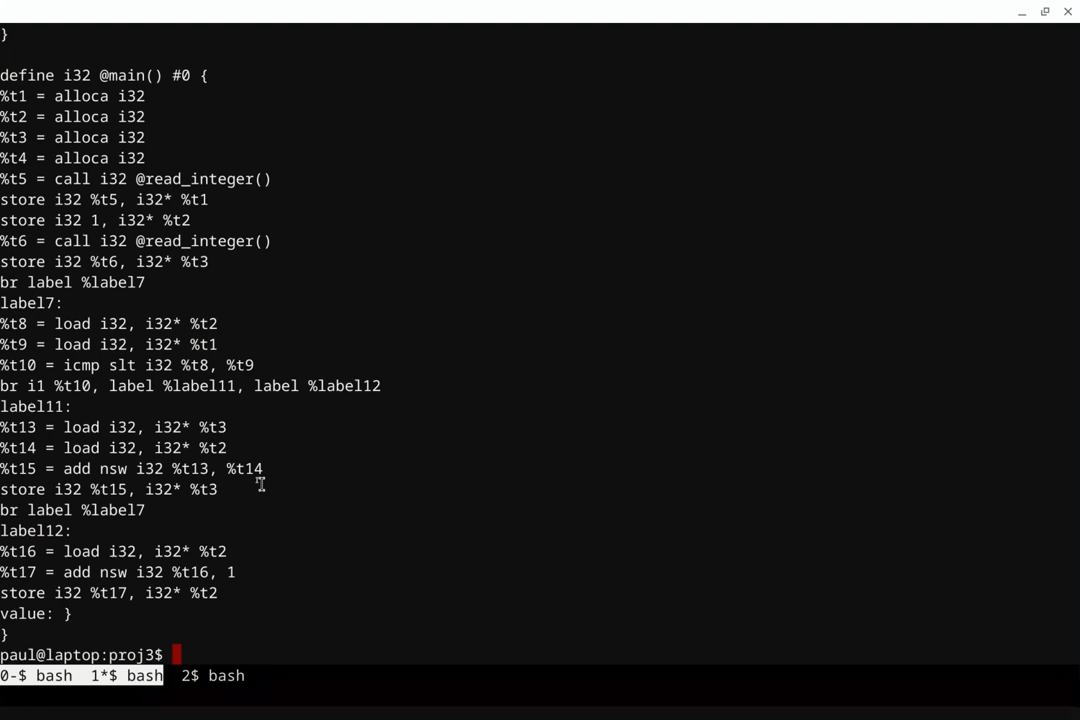 }
define i32 @main() #0 {
%t1 = alloca i32
%t2 = alloca i32
%t3 = alloca i32
%t4 = alloca i32
%t5 = call i32 @read_integer()
store i32 %t5, i32* %t1
store i32 1, i32* %t2
%t6 = call i32 @read_integer()
store i32 %t6, i32* %t3
br label %label7
label7:
%t8 = load i32, i32* %t2
%t9 = load i32, i32* %t1
%t10 = icmp slt i32 %t8, %t9
br i1 %t10, label %label11, label %label12
label11:
%t13 = load i32, i32* %t3
%t14 = load i32, i32* %t2
%t15 = add nsw i32 %t13, %t14
store i32 %t15, i32* %t3
br label %label7
label12:
%t16 = load i32, i32* %t2
%t17 = add nsw i32 %t16, 1
store i32 %t17, i32* %t2
value: }
}
paul@laptop:proj3$
0-$ bash  1*$ bash  2$ bash